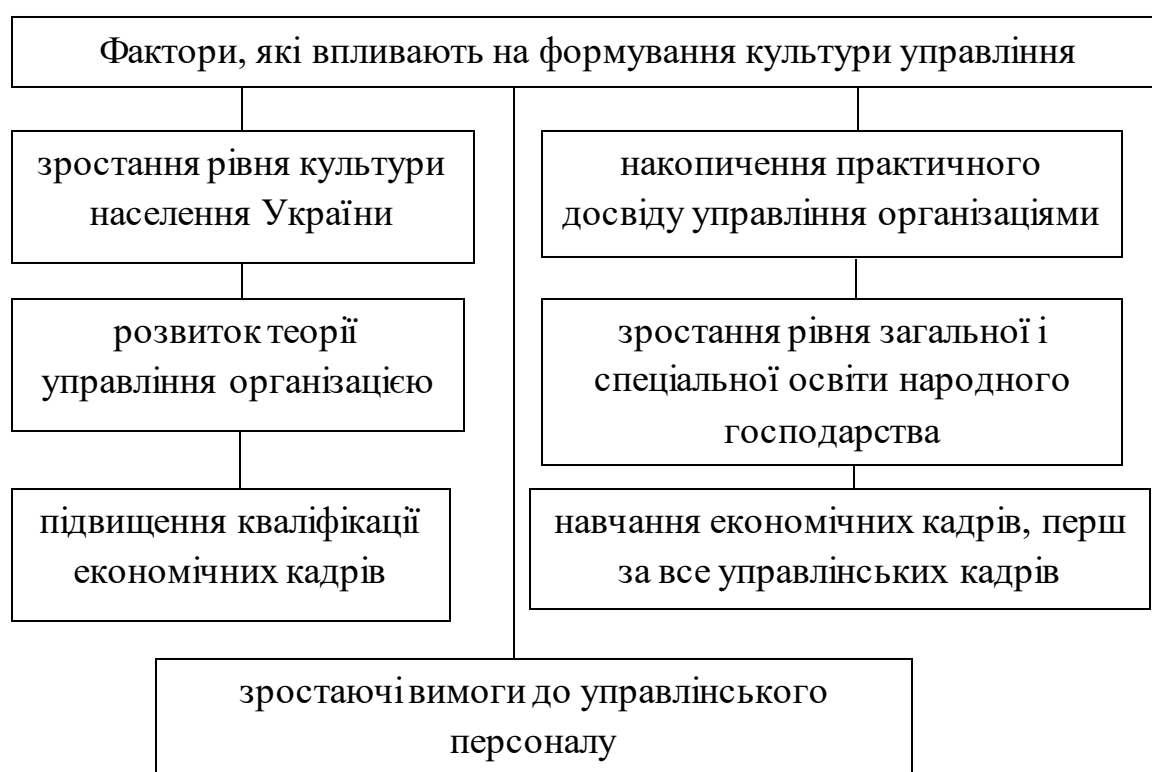 Фактори, які впливають на формування культури управління
зростання рівня культури
населення України
накопичення практичного
досвіду управління організаціями
розвиток теорії
управління організацією
зростання рівня загальної і
спеціальної освіти народного
господарства
підвищення кваліфікації
економічних кадрів
навчання економічних кадрів, перш
за все управлінських кадрів
зростаючі вимоги до управлінського
персоналу